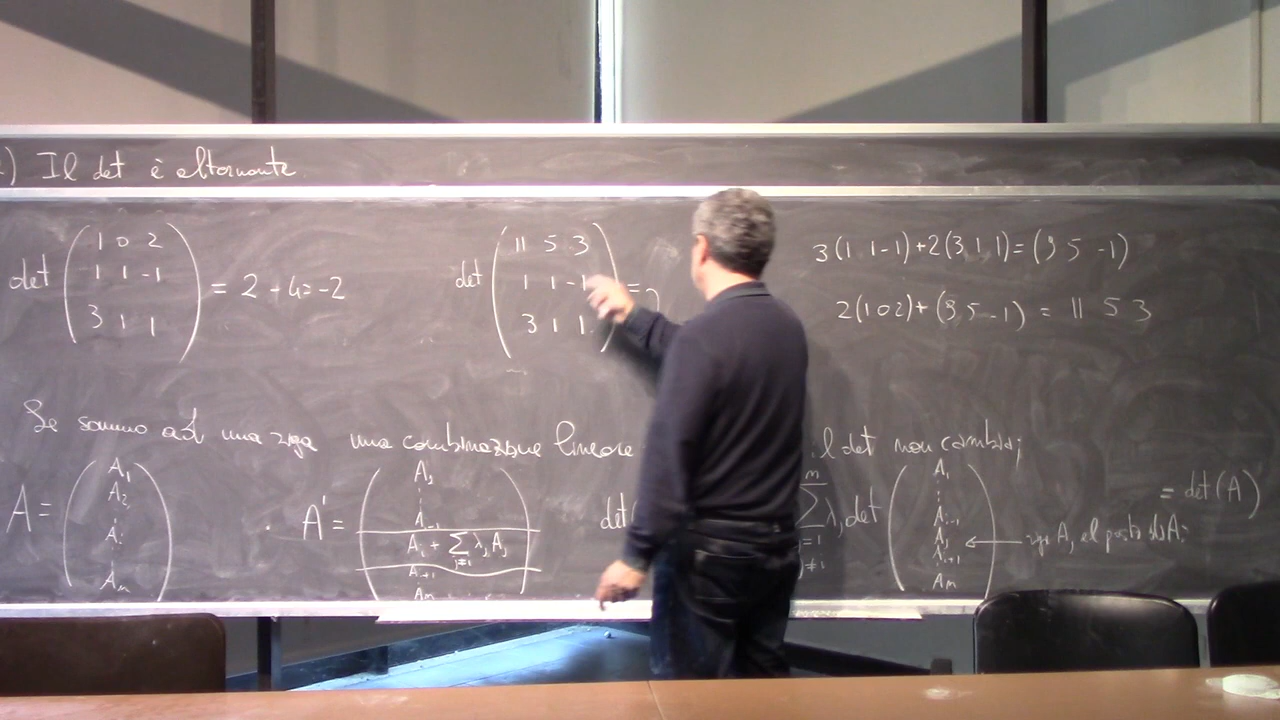 ) Il det è alternante.
det ( 1 0 2 / 1 1 -1 / 3 1 1 ) = 2 - 4 = -2
det ( 11 5 3 / 1 1 -1 / 3 1 1 ) =
3(1 1 -1) + 2(3 1 1) = (9 5 -1)
2(1 0 2) + (9 5 -1) = 11 5 3
Se sommo ad una riga una combinazione lineare il det non cambia;
A = ( A1 / A2 / : / Ai / : / Am )
A' = ( A1 / : / Ai-1 / Ai + ∑ j≠i λj Aj / Ai+1 / Am )
det( ∑ m j=1 j≠i λj det ( A1 / : / Ai-1 / Aj / Ai+1 / Am ) ← riga Aj al posto di Ai = det(A)